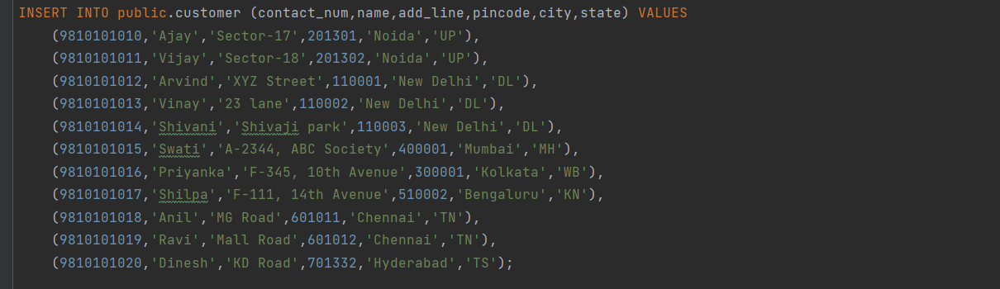 INSERT INTO public.customer (contact_num,name,add_line,pincode,city,state) VALUES
(9810101010,'Ajay','Sector-17',201301,'Noida','UP'),
(9810101011,'Vijay','Sector-18',201302,'Noida','UP'),
(9810101012,'Arvind','XYZ Street',110001,'New Delhi','DL'),
(9810101013,'Vinay','23 lane',110002,'New Delhi','DL'),
(9810101014,'Shivani','Shivaji park',110003,'New Delhi','DL'),
(9810101015,'Swati','A-2344, ABC Society',400001,'Mumbai','MH'),
(9810101016,'Priyanka','F-345, 10th Avenue',300001,'Kolkata','WB'),
(9810101017,'Shilpa','F-111, 14th Avenue',510002,'Bengaluru','KN'),
(9810101018,'Anil','MG Road',601011,'Chennai','TN'),
(9810101019,'Ravi','Mall Road',601012,'Chennai','TN'),
(9810101020,'Dinesh','KD Road',701332,'Hyderabad','TS');